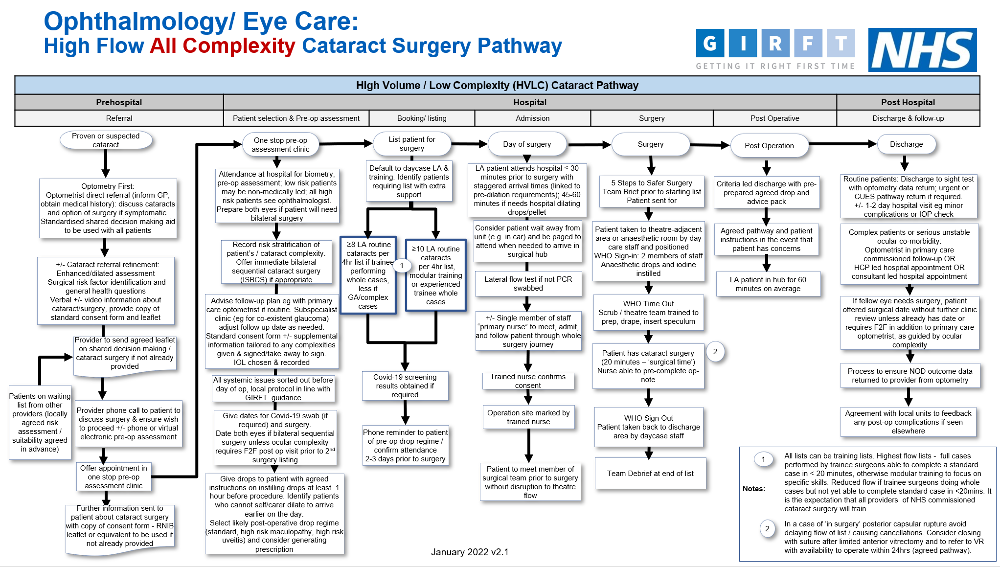 Ophthalmology/ Eye Care:
High Flow All Complexity Cataract Surgery Pathway
G I R F T
GETTING IT RIGHT FIRST TIME
NHS
High Volume / Low Complexity (HVLC) Cataract Pathway
Prehospital
Hospital
Post Hospital
Referral
Patient selection & Pre-op assessment
Booking/ listing
Admission
Surgery
Post Operative
Discharge & follow-up
Proven or suspected
cataract
Optometry First:
Optometrist direct referral (inform GP,
obtain medical history): discuss cataracts
and option of surgery if symptomatic.
Standardised shared decision making aid
to be used with all patients
+/- Cataract referral refinement:
Enhanced/dilated assessment
Surgical risk factor identification and
general health questions
Verbal +/- video information about
cataract/surgery, provide copy of
standard consent form and leaflet
Provider to send agreed leaflet
on shared decision making /
cataract surgery if not already
provided
Patients on waiting
list from other
providers (locally
agreed risk
assessment /
suitability agreed
in advance)
Provider phone call to patient to
discuss surgery & ensure wish
to proceed +/- phone or virtual
electronic pre-op assessment
Offer appointment in
one stop pre-op
assessment clinic
Further information sent to
patient about cataract surgery
with copy of consent form - RNIB
leaflet or equivalent to be used if
not already provided
One stop pre-op
assessment clinic
Attendance at hospital for biometry,
pre-op assessment; low risk patients
may be non-medically led; all high
risk patients see ophthalmologist.
Prepare both eyes if patient will need
bilateral surgery
Record risk stratification of
patient's / cataract complexity.
Offer immediate bilateral
sequential cataract surgery
(ISBCS) if appropriate
Advise follow-up plan eg with primary
care optometrist if routine. Subspecialist
clinic (eg for co-existent glaucoma)
adjust follow up date as needed.
Standard consent form +/- supplemental
information tailored to any complexities
given & signed/take away to sign.
IOL chosen & recorded
All systemic issues sorted out before
day of op, local protocol in line with
GIRFT guidance
Give dates for Covid-19 swab (if
required) and surgery.
Date both eyes if bilateral sequential
surgery unless ocular complexity
requires F2F post op visit prior to 2nd
surgery listing
Give drops to patient with agreed
instructions on instilling drops at least 1
hour before procedure. Identify patients
who cannot self/carer dilate to arrive
earlier on the day.
Select likely post-operative drop regime
(standard, high risk maculopathy, high risk
uveitis) and consider generating
prescription
List patient for
surgery
Default to daycase LA &
training. Identify patients
requiring list with extra
support
≥8 LA routine
cataracts per
4hr list if trainee
performing
whole cases,
less if
GA/complex
cases
1
≥10 LA routine
cataracts
per 4hr list,
modular training
or experienced
trainee whole
cases
Covid-19 screening
results obtained if
required
Phone reminder to patient
of pre-op drop regime /
confirm attendance
2-3 days prior to surgery
Day of surgery
LA patient attends hospital ≤ 30
minutes prior to surgery with
staggered arrival times (linked to
pre-dilation requirements); 45-60
minutes if needs hospital dilating
drops/pellet
Consider patient wait away from
unit (e.g. in car) and be paged to
attend when needed to arrive in
surgical hub
Lateral flow test if not PCR
swabbed
+/- Single member of staff
“primary nurse” to meet, admit,
and follow patient through whole
surgery journey
Trained nurse confirms
consent
Operation site marked by
trained nurse
Patient to meet member of
surgical team prior to surgery
without disruption to theatre
flow
Surgery
5 Steps to Safer Surgery
Team Brief prior to starting list
Patient sent for
Patient taken to theatre-adjacent
area or anaesthetic room by day
care staff and positioned
WHO Sign-in: 2 members of staff
Anaesthetic drops and iodine
instilled
WHO Time Out
Scrub / theatre team trained to
prep, drape, insert speculum
Patient has cataract surgery
(20 minutes – ‘surgical time’)
Nurse able to pre-complete op-
note
2
WHO Sign Out
Patient taken back to discharge
area by daycase staff
Team Debrief at end of list
Post Operation
Criteria led discharge with pre-
prepared agreed drop and
advice pack
Agreed pathway and patient
instructions in the event that
patient has concerns
LA patient in hub for 60
minutes on average
Discharge
Routine patients: Discharge to sight test
with optometry data return; urgent or
CUES pathway return if required.
+/- 1-2 day hospital visit eg minor
complications or IOP check
Complex patients or serious unstable
ocular co-morbidity:
Optometrist in primary care
commissioned follow-up OR
HCP led hospital appointment OR
consultant led hospital appointment
If fellow eye needs surgery, patient
offered surgical date without further clinic
review unless already has date or
requires F2F in addition to primary care
optometrist, as guided by ocular
complexity
Process to ensure NOD outcome data
returned to provider from optometry
Agreement with local units to feedback
any post-op complications if seen
elsewhere
Notes:
1
All lists can be training lists. Highest flow lists - full cases
performed by trainee surgeons able to complete a standard
case in < 20 minutes, otherwise modular training to focus on
specific skills. Reduced flow if trainee surgeons doing whole
cases but not yet able to complete standard case in <20mins. It
is the expectation that all providers of NHS commissioned
cataract surgery will train.
2
In a case of ‘in surgery’ posterior capsular rupture avoid
delaying flow of list / causing cancellations. Consider closing
with suture after limited anterior vitrectomy and to refer to VR
with availability to operate within 24hrs (agreed pathway).
January 2022 v2.1